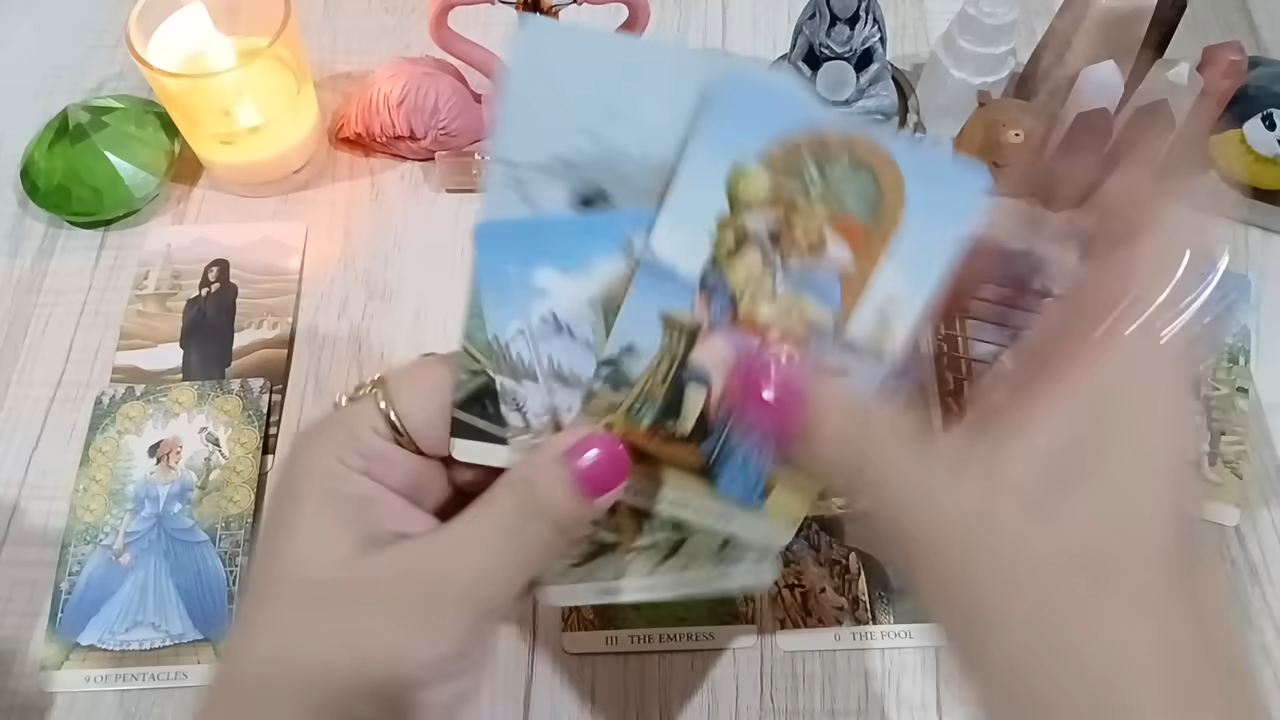 9 OF PENTACLES
III THE EMPRESS
0 THE FOOL